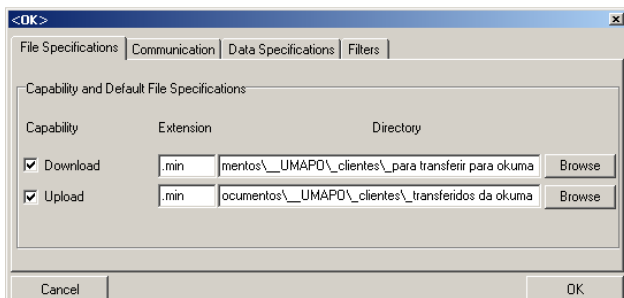 <OK>
File Specifications Communication Data Specifications Filters
Capability and Default File Specifications
Capability Extension Directory
Download .min mentos\__UMAPO\_clientes\_para transferir para okuma Browse
Upload .min ocumentos\__UMAPO\_clientes\_transferidos da okuma Browse
Cancel OK